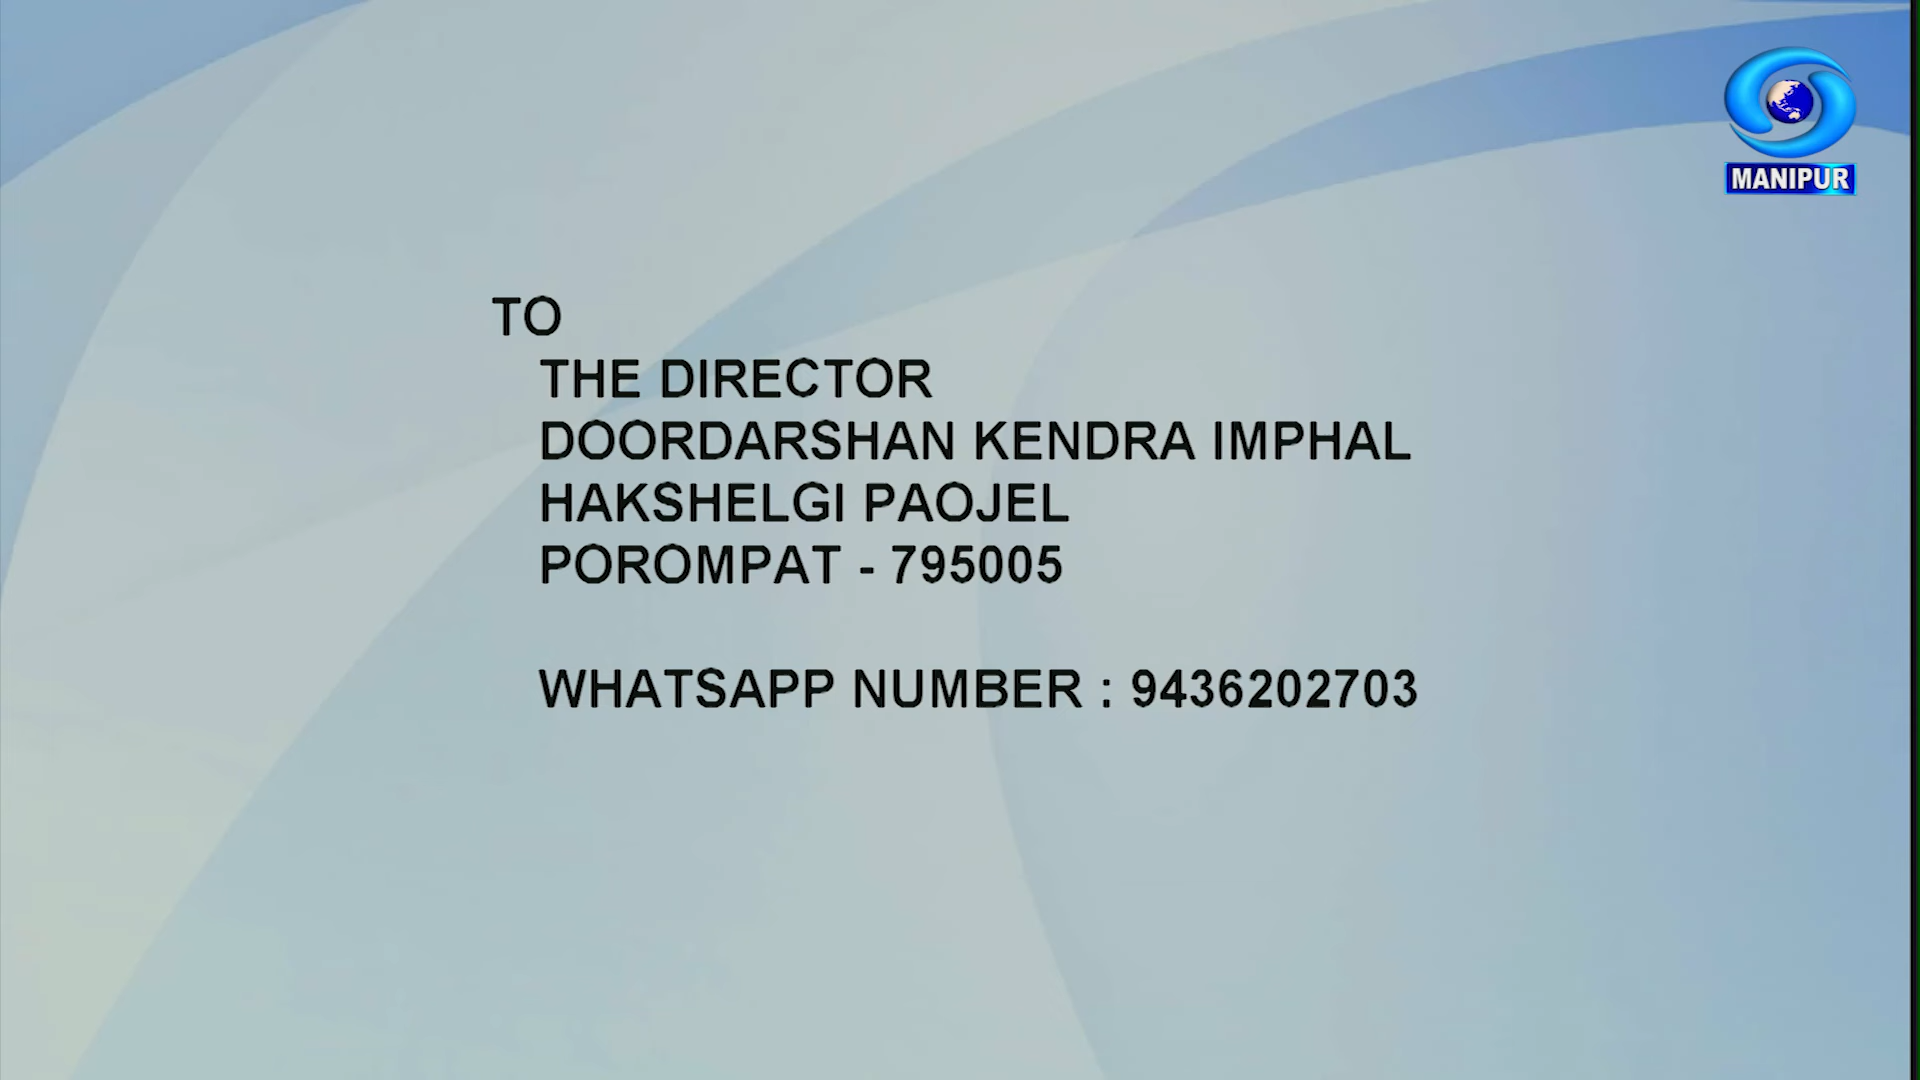 MANIPUR
TO
THE DIRECTOR
DOORDARSHAN KENDRA IMPHAL
HAKSHELGI PAOJEL
POROMPAT - 795005
WHATSAPP NUMBER : 9436202703